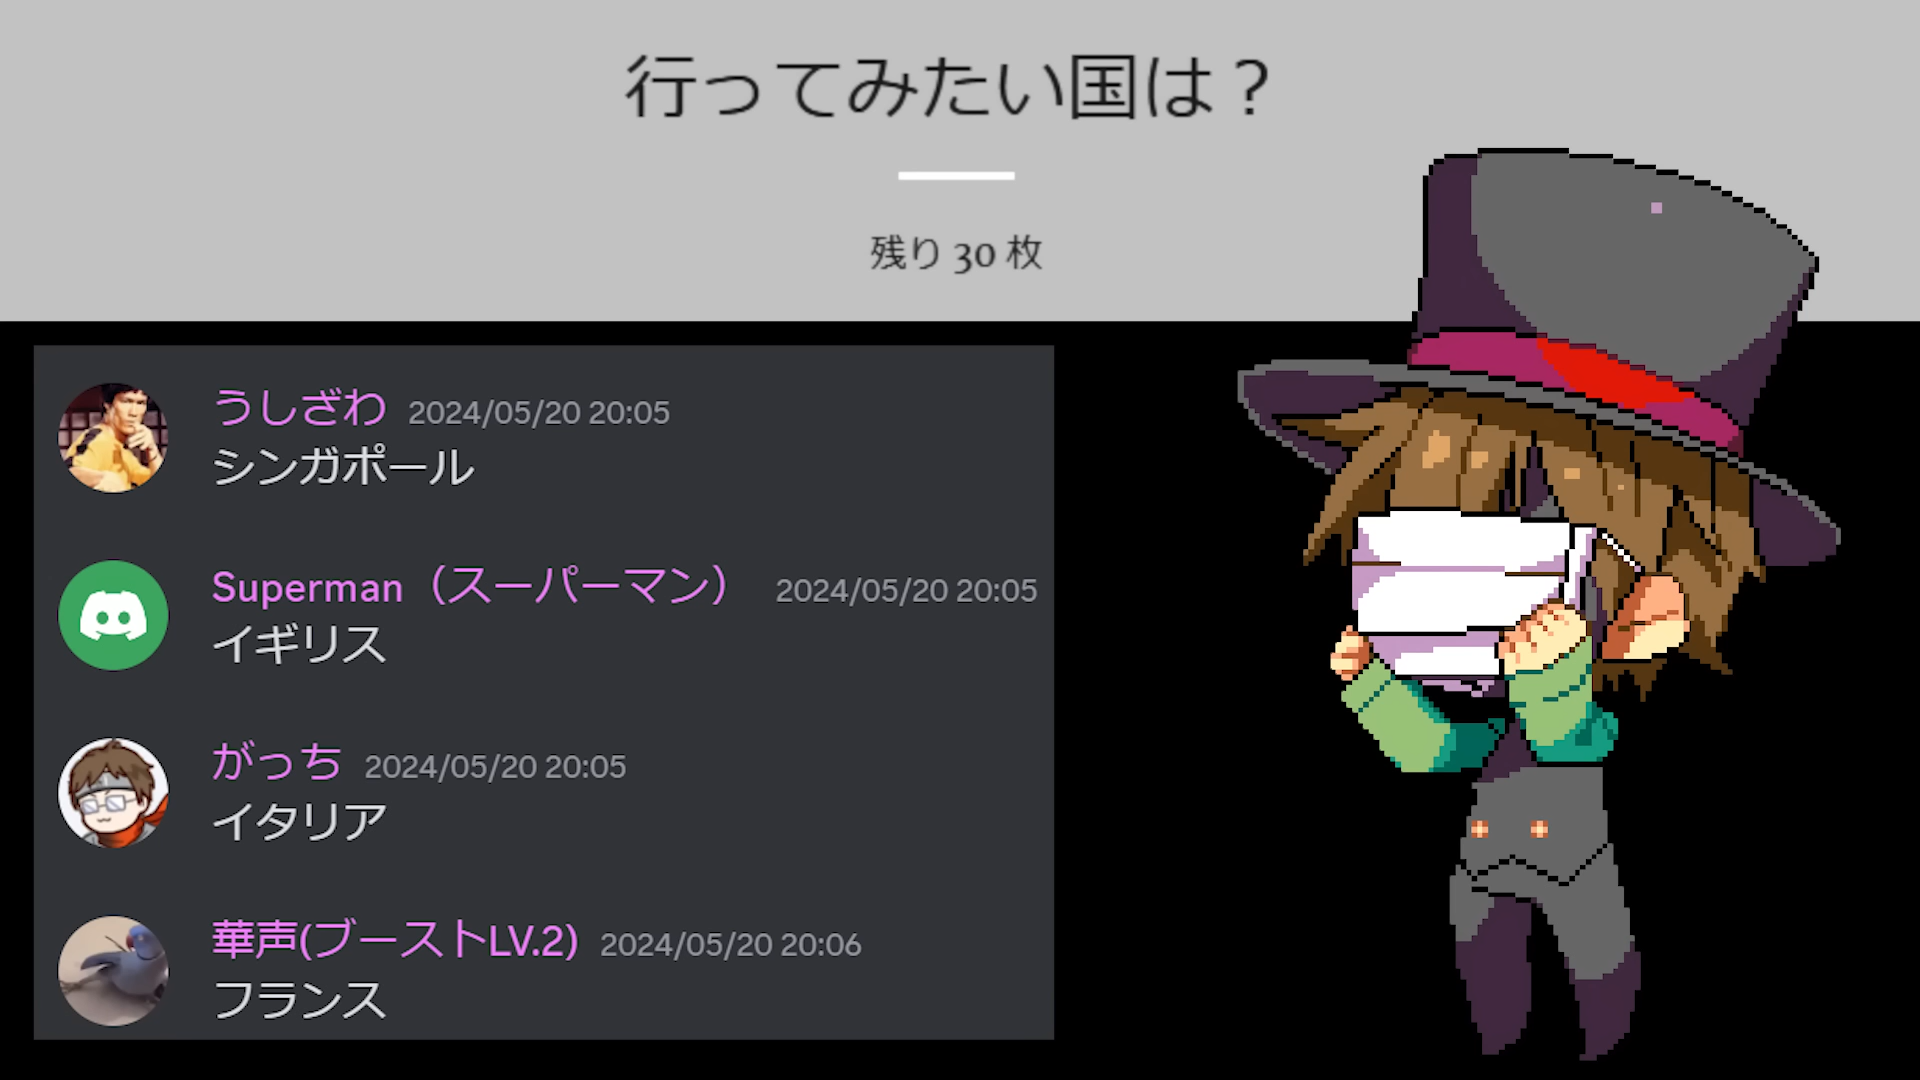 行ってみたい国は？
残り 30 枚
うしざわ 2024/05/20 20:05
シンガポール
Superman（スーパーマン） 2024/05/20 20:05
イギリス
がっち 2024/05/20 20:05
イタリア
華声(ブーストLV.2) 2024/05/20 20:06
フランス